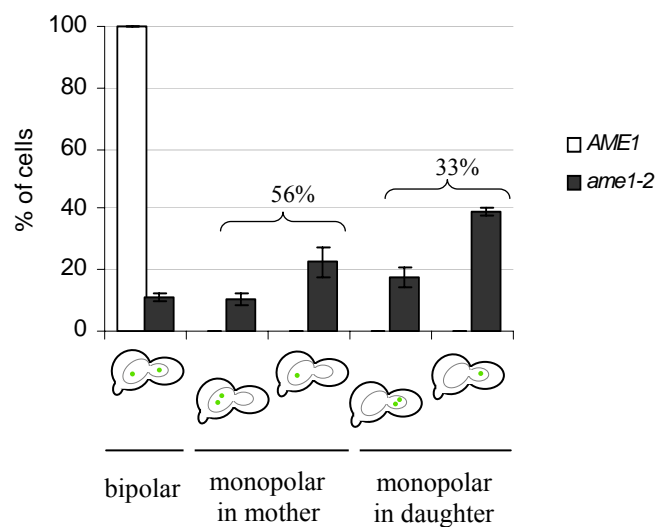 % of cells
100
80
60
40
20
0
56%
33%
AME1
ame1-2
bipolar
monopolar
in mother
monopolar
in daughter